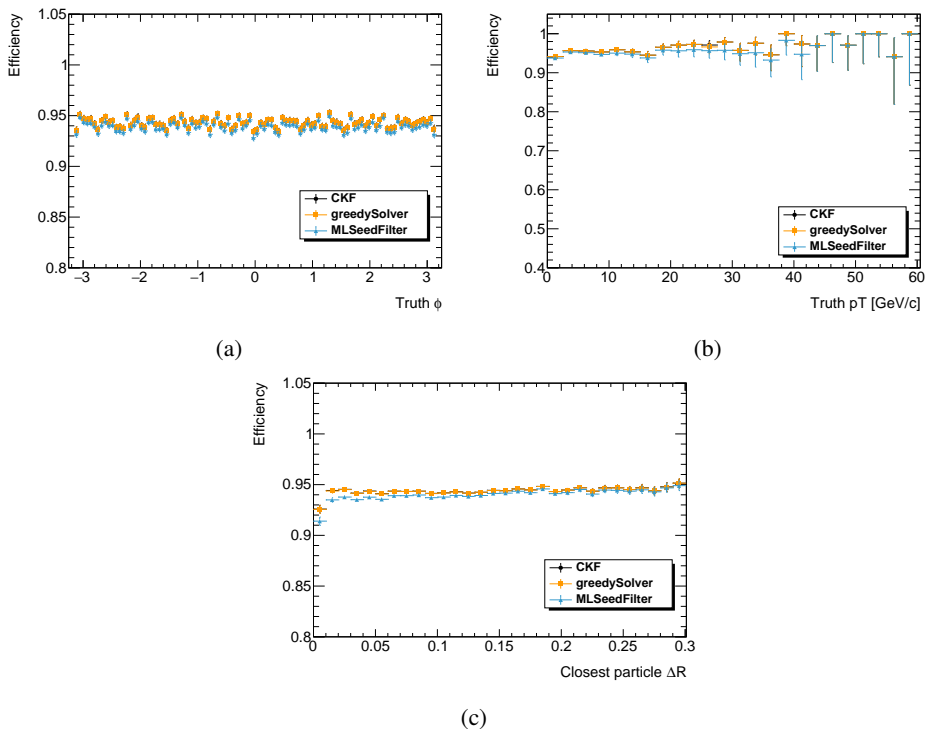 Efficiency
1.05
1
0.95
0.9
0.85
0.8
−3 −2 −1 0 1 2 3
Truth ϕ
CKF
greedySolver
MLSeedFilter
(a)
Efficiency
1
0.9
0.8
0.7
0.6
0.5
0.4
0 10 20 30 40 50 60
Truth pT [GeV/c]
CKF
greedySolver
MLSeedFilter
(b)
Efficiency
1.05
1
0.95
0.9
0.85
0.8
0 0.05 0.1 0.15 0.2 0.25 0.3
Closest particle ΔR
CKF
greedySolver
MLSeedFilter
(c)